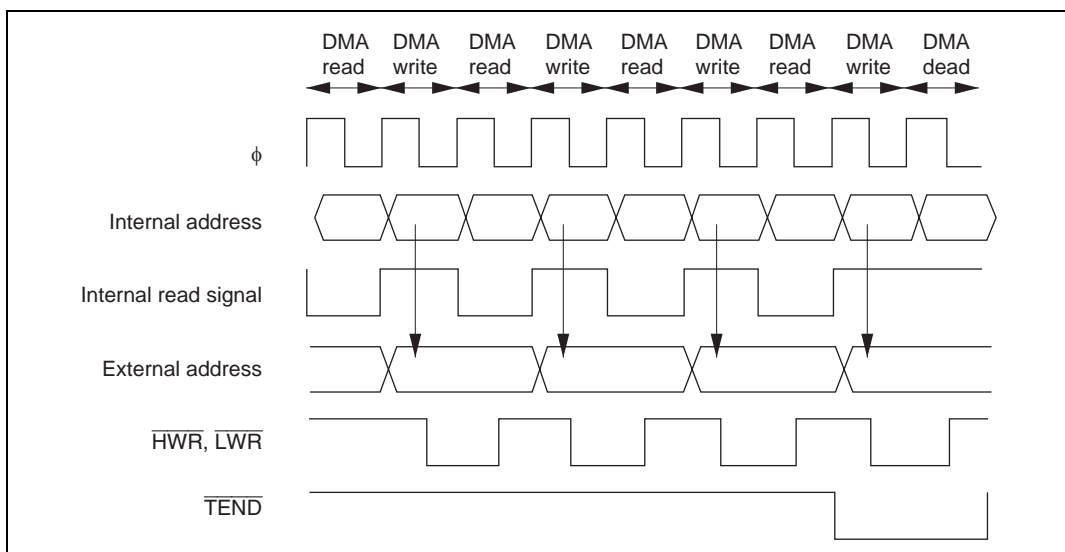 DMA DMA DMA DMA DMA DMA DMA DMA DMA
read write read write read write read write dead
φ
Internal address
Internal read signal
External address
HWR, LWR
TEND